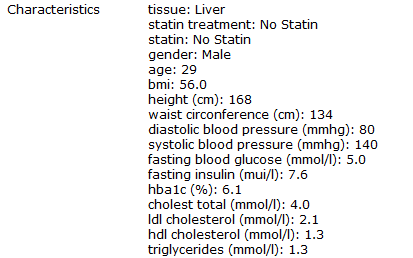 Characteristics tissue: Liver
statin treatment: No Statin
statin: No Statin
gender: Male
age: 29
bmi: 56.0
height (cm): 168
waist circonference (cm): 134
diastolic blood pressure (mmhg): 80
systolic blood pressure (mmhg): 140
fasting blood glucose (mmol/l): 5.0
fasting insulin (mui/l): 7.6
hba1c (%): 6.1
cholest total (mmol/l): 4.0
ldl cholesterol (mmol/l): 2.1
hdl cholesterol (mmol/l): 1.3
triglycerides (mmol/l): 1.3